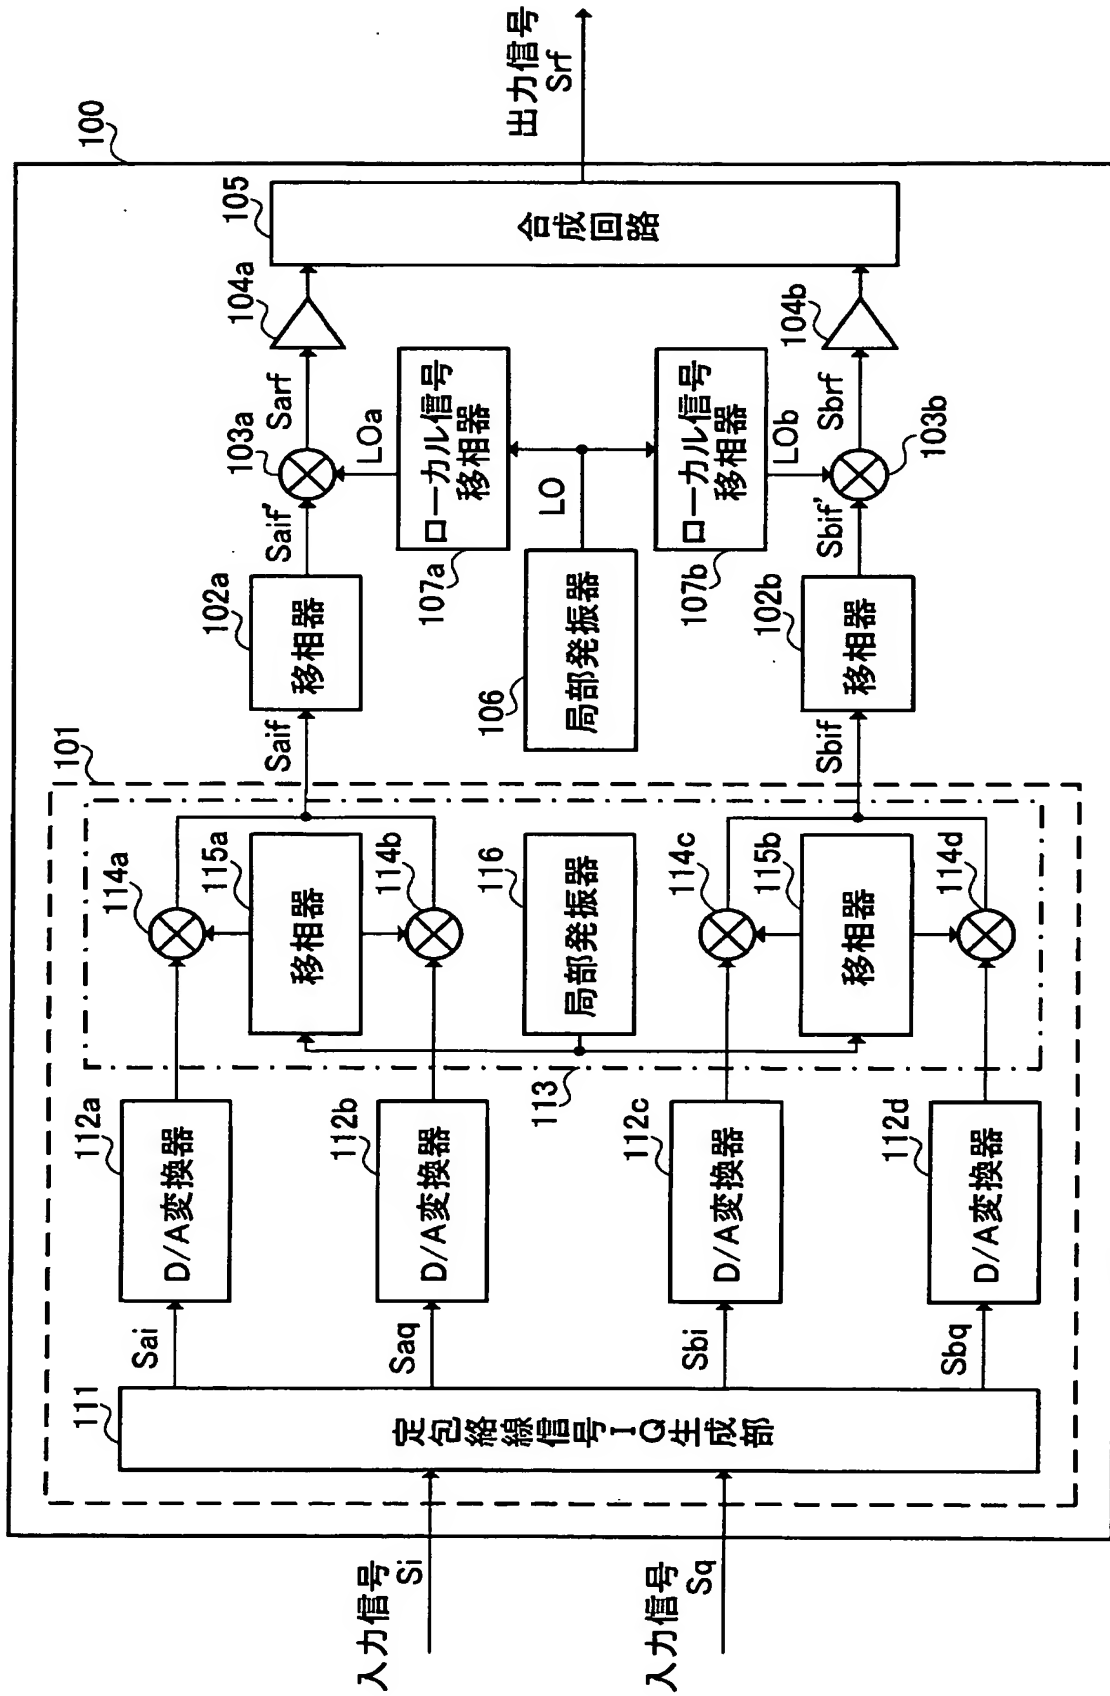 100
101
入力信号
Si
入力信号
Sq
111
定包絡線信号IQ生成部
Sai
Saq
Sbi
Sbq
112a
D/A変換器
112b
D/A変換器
112c
D/A変換器
112d
D/A変換器
113
114a
115a
移相器
114b
116
局部発振器
114c
115b
移相器
114d
Saif
Sbif
102a
移相器
102b
移相器
106
局部発振器
LO
Saif'
Sbif'
103a
103b
107a
ローカル信号
移相器
LOa
107b
ローカル信号
移相器
LOb
Sarf
Sbrf
104a
104b
105
合成回路
出力信号
Srf